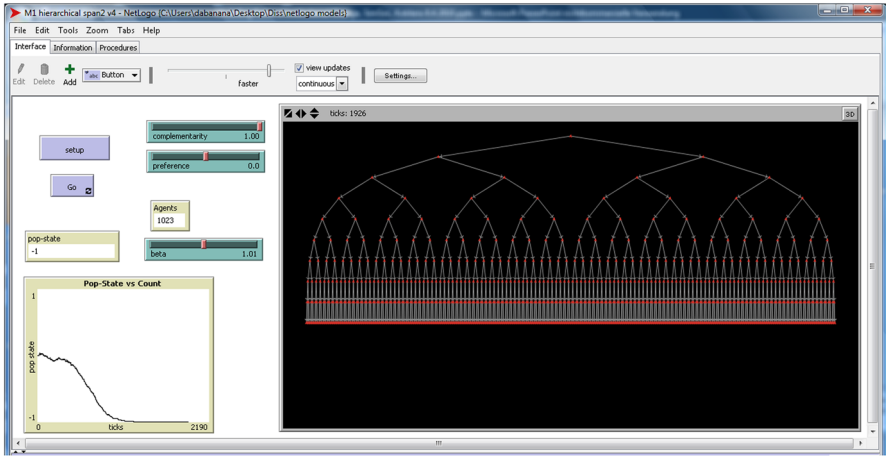 M1 hierarchical span2 v4 - NetLogo {C:\Users\dabanana\Desktop\Diss\netlogo models}
File Edit Tools Zoom Tabs Help
Interface Information Procedures
Edit Delete Add abc Button faster view updates continuous Settings...
ticks: 1926 3D
setup
complementarity 1.00
preference 0.0
Go
Agents
1023
pop-state
-1
beta 1.01
Pop-State vs Count
1
pop state
-1
0 ticks 2190